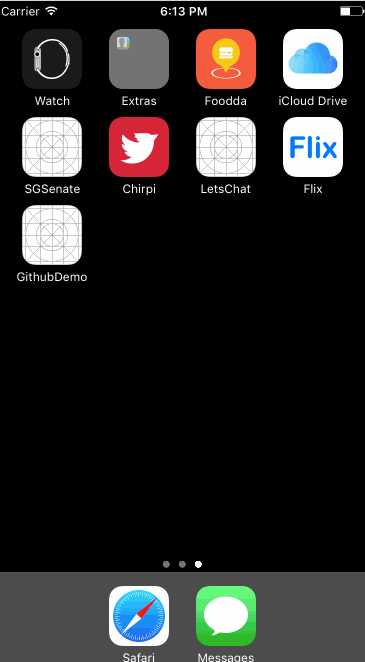 Carrier 6:13 PM
Watch Extras Foodda iCloud Drive
Flix
SGSenate Chirpi LetsChat Flix
GithubDemo
Safari Messages